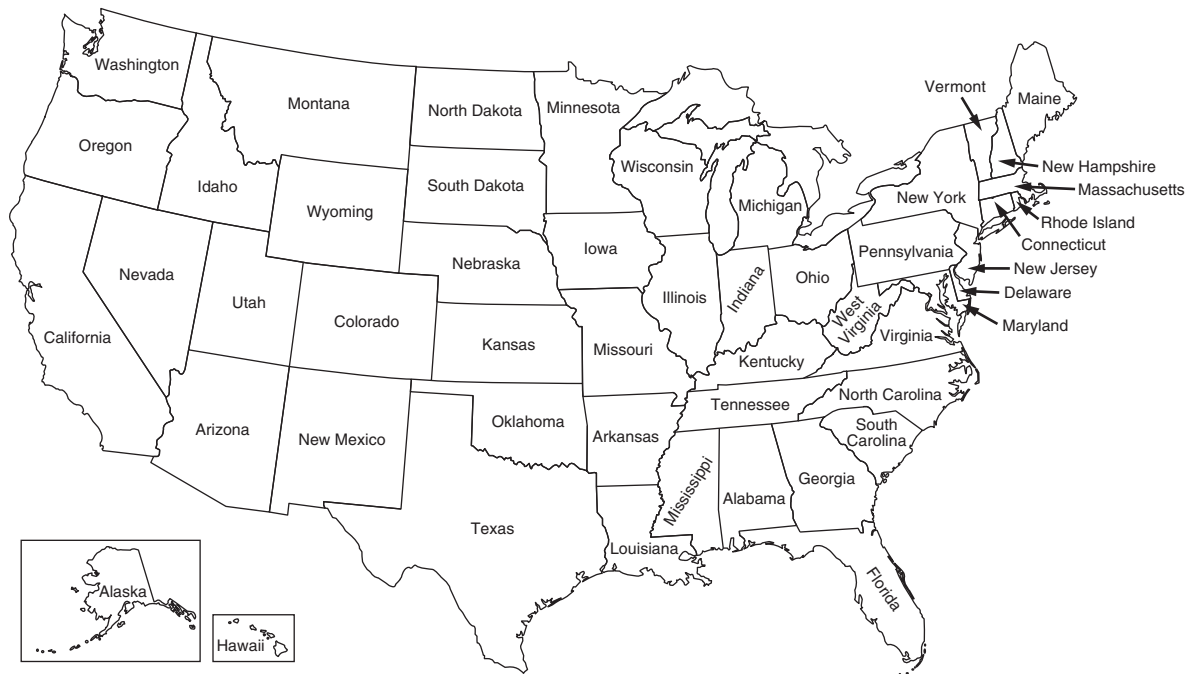 Washington
Montana
North Dakota
Minnesota
Vermont
Maine
Oregon
Idaho
Wyoming
South Dakota
Wisconsin
Michigan
New York
New Hampshire
Massachusetts
Rhode Island
Connecticut
Nevada
Utah
Colorado
Nebraska
Iowa
Illinois
Indiana
Ohio
Pennsylvania
New Jersey
Delaware
Maryland
California
Kansas
Missouri
Kentucky
West
Virginia
Virginia
Arizona
New Mexico
Oklahoma
Arkansas
Tennessee
North Carolina
South
Carolina
Texas
Louisiana
Mississippi
Alabama
Georgia
Florida
Alaska
Hawaii